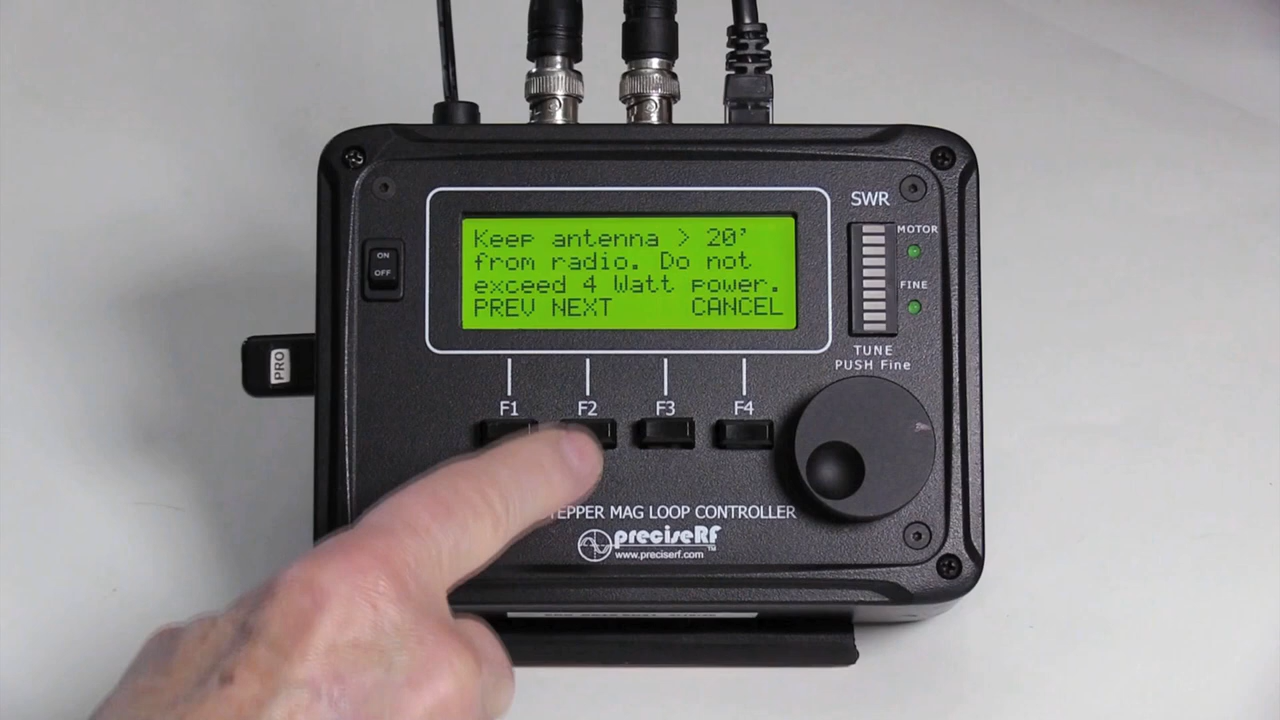 SWR
MOTOR
FINE
ON
OFF
Keep antenna > 20'
from radio. Do not
exceed 4 Watt power.
PREV NEXT CANCEL
PRO
TUNE
PUSH Fine
F1 F2 F3 F4
TEPPER MAG LOOP CONTROLLER
preciseRF
TM
www.preciserf.com